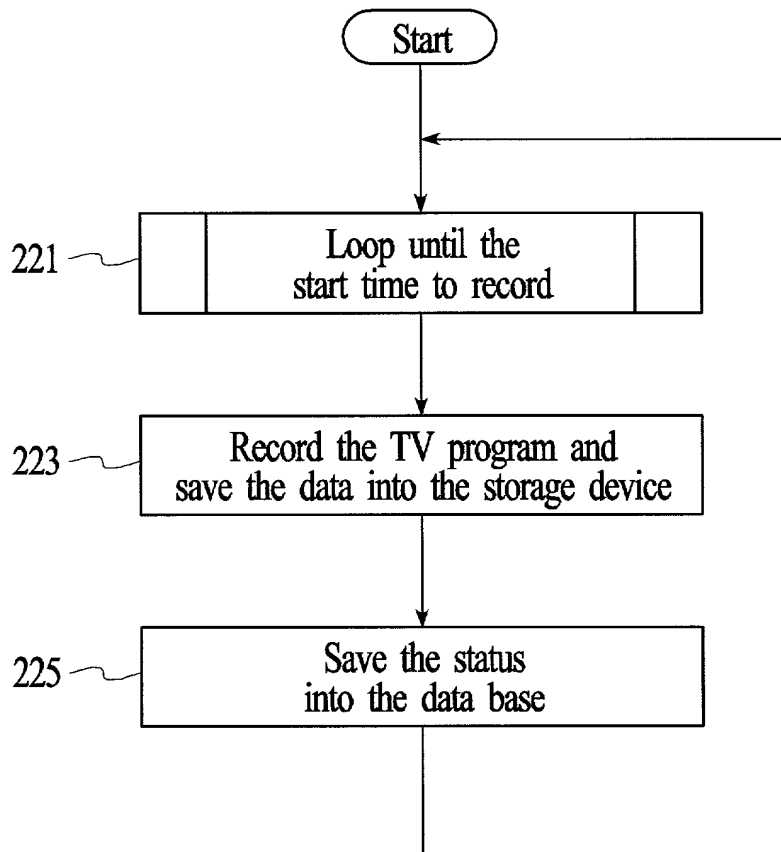 Start
221
Loop until the
start time to record
223
Record the TV program and
save the data into the storage device
225
Save the status
into the data base